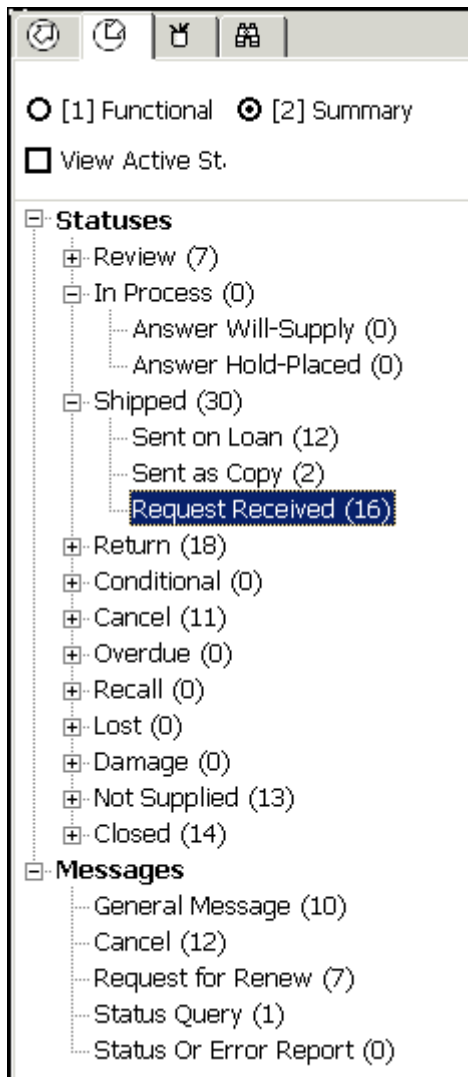 [1] Functional [2] Summary
View Active St.
Statuses
Review (7)
In Process (0)
Answer Will-Supply (0)
Answer Hold-Placed (0)
Shipped (30)
Sent on Loan (12)
Sent as Copy (2)
Request Received (16)
Return (18)
Conditional (0)
Cancel (11)
Overdue (0)
Recall (0)
Lost (0)
Damage (0)
Not Supplied (13)
Closed (14)
Messages
General Message (10)
Cancel (12)
Request for Renew (7)
Status Query (1)
Status Or Error Report (0)